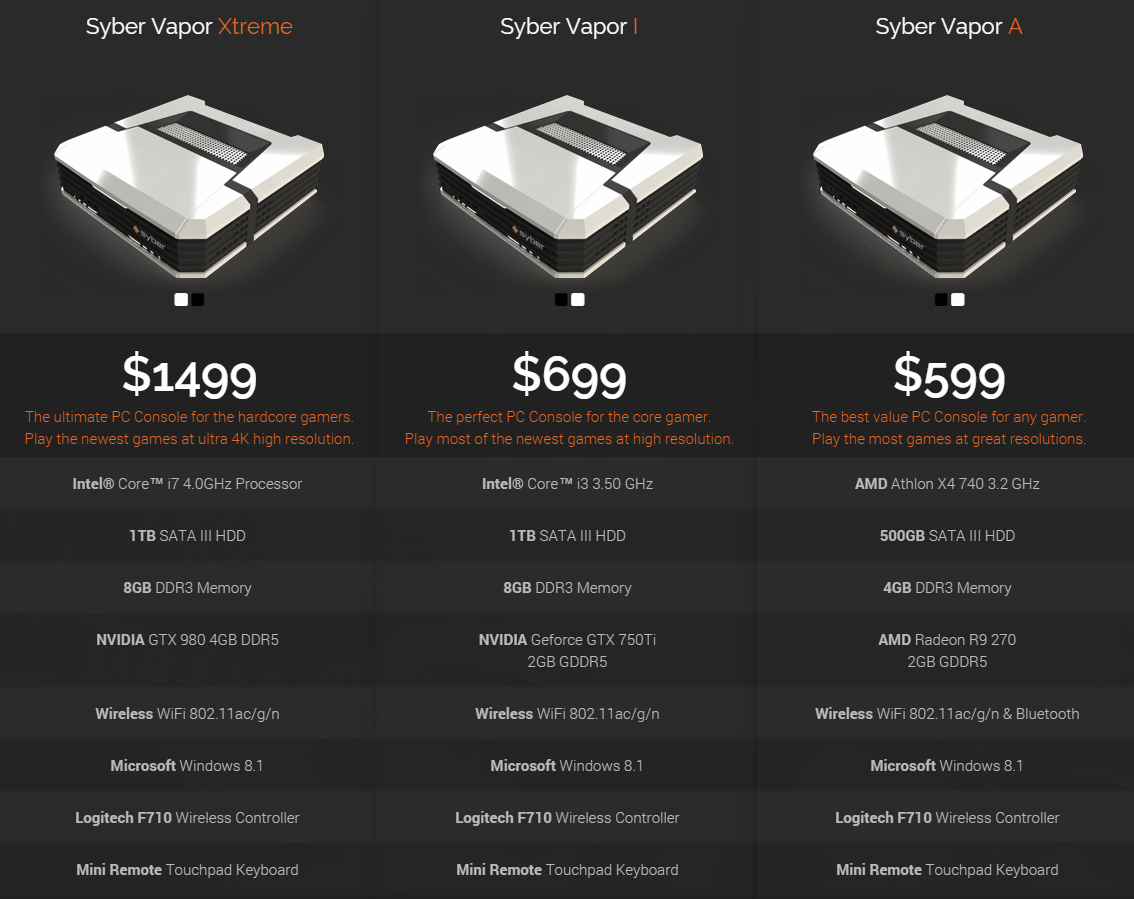 Syber Vapor Xtreme
Syber Vapor I
Syber Vapor A
syber
syber
syber
$1499
The ultimate PC Console for the hardcore gamers.
Play the newest games at ultra 4K high resolution.
$699
The perfect PC Console for the core gamer.
Play most of the newest games at high resolution.
$599
The best value PC Console for any gamer.
Play the most games at great resolutions.
Intel® Core™ i7 4.0GHz Processor
Intel® Core™ i3 3.50 GHz
AMD Athlon X4 740 3.2 GHz
1TB SATA III HDD
1TB SATA III HDD
500GB SATA III HDD
8GB DDR3 Memory
8GB DDR3 Memory
4GB DDR3 Memory
NVIDIA GTX 980 4GB DDR5
NVIDIA Geforce GTX 750Ti
2GB GDDR5
AMD Radeon R9 270
2GB GDDR5
Wireless WiFi 802.11ac/g/n
Wireless WiFi 802.11ac/g/n
Wireless WiFi 802.11ac/g/n & Bluetooth
Microsoft Windows 8.1
Microsoft Windows 8.1
Microsoft Windows 8.1
Logitech F710 Wireless Controller
Logitech F710 Wireless Controller
Logitech F710 Wireless Controller
Mini Remote Touchpad Keyboard
Mini Remote Touchpad Keyboard
Mini Remote Touchpad Keyboard